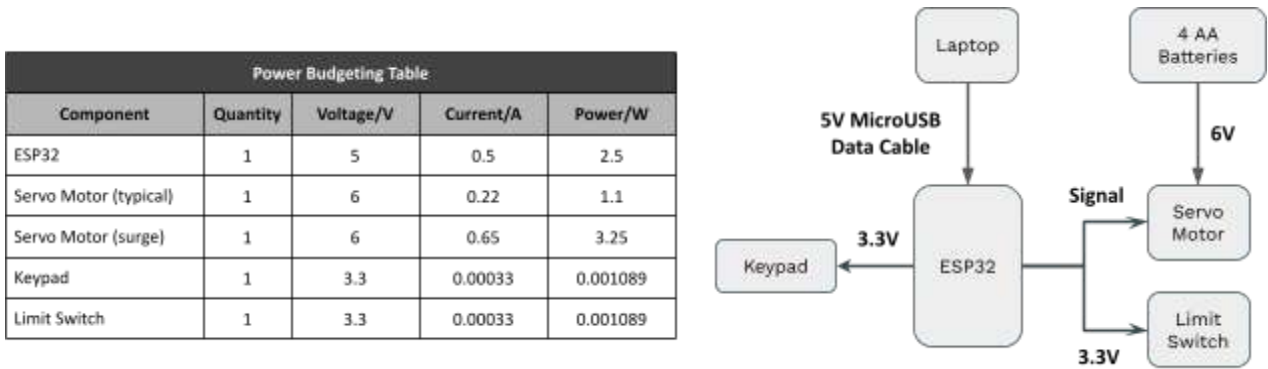 Power Budgeting Table
Component Quantity Voltage/V Current/A Power/W
ESP32 1 5 0.5 2.5
Servo Motor (typical) 1 6 0.22 1.1
Servo Motor (surge) 1 6 0.65 3.25
Keypad 1 3.3 0.00033 0.001089
Limit Switch 1 3.3 0.00033 0.001089
Laptop
4 AA
Batteries
5V MicroUSB
Data Cable
6V
Signal
Servo
Motor
3.3V
Keypad
ESP32
Limit
Switch
3.3V